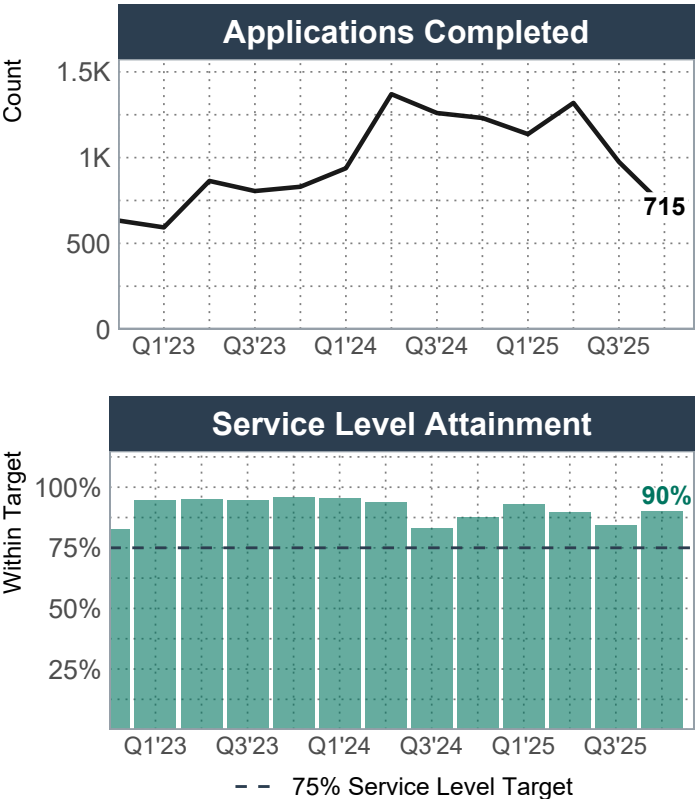 Applications Completed
Count
1.5K
1K
500
0
715
Q1'23 Q3'23 Q1'24 Q3'24 Q1'25 Q3'25
Service Level Attainment
Within Target
100%
75%
50%
25%
90%
Q1'23 Q3'23 Q1'24 Q3'24 Q1'25 Q3'25
75% Service Level Target